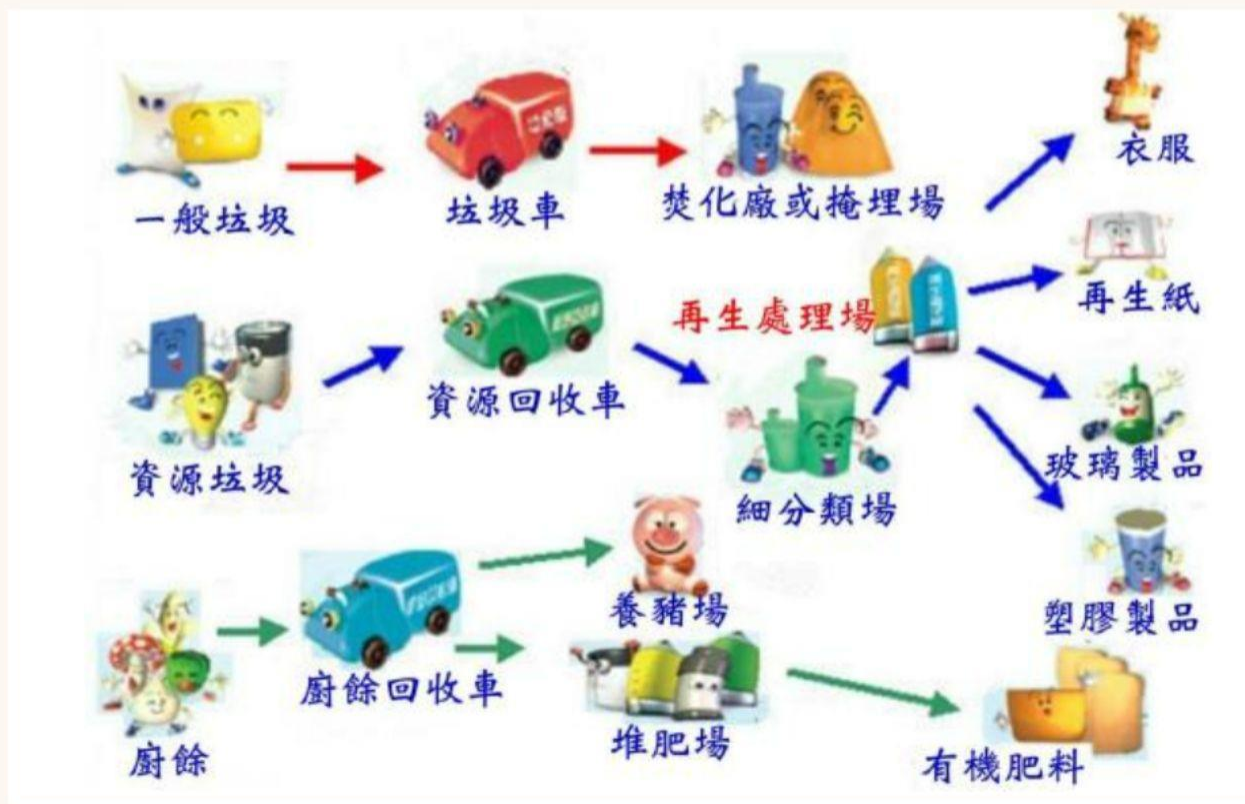 一般垃圾
垃圾車
焚化廠或掩埋場
衣服
再生紙
資源垃圾
資源回收車
再生處理場
細分類場
玻璃製品
塑膠製品
廚餘
廚餘回收車
養豬場
堆肥場
有機肥料